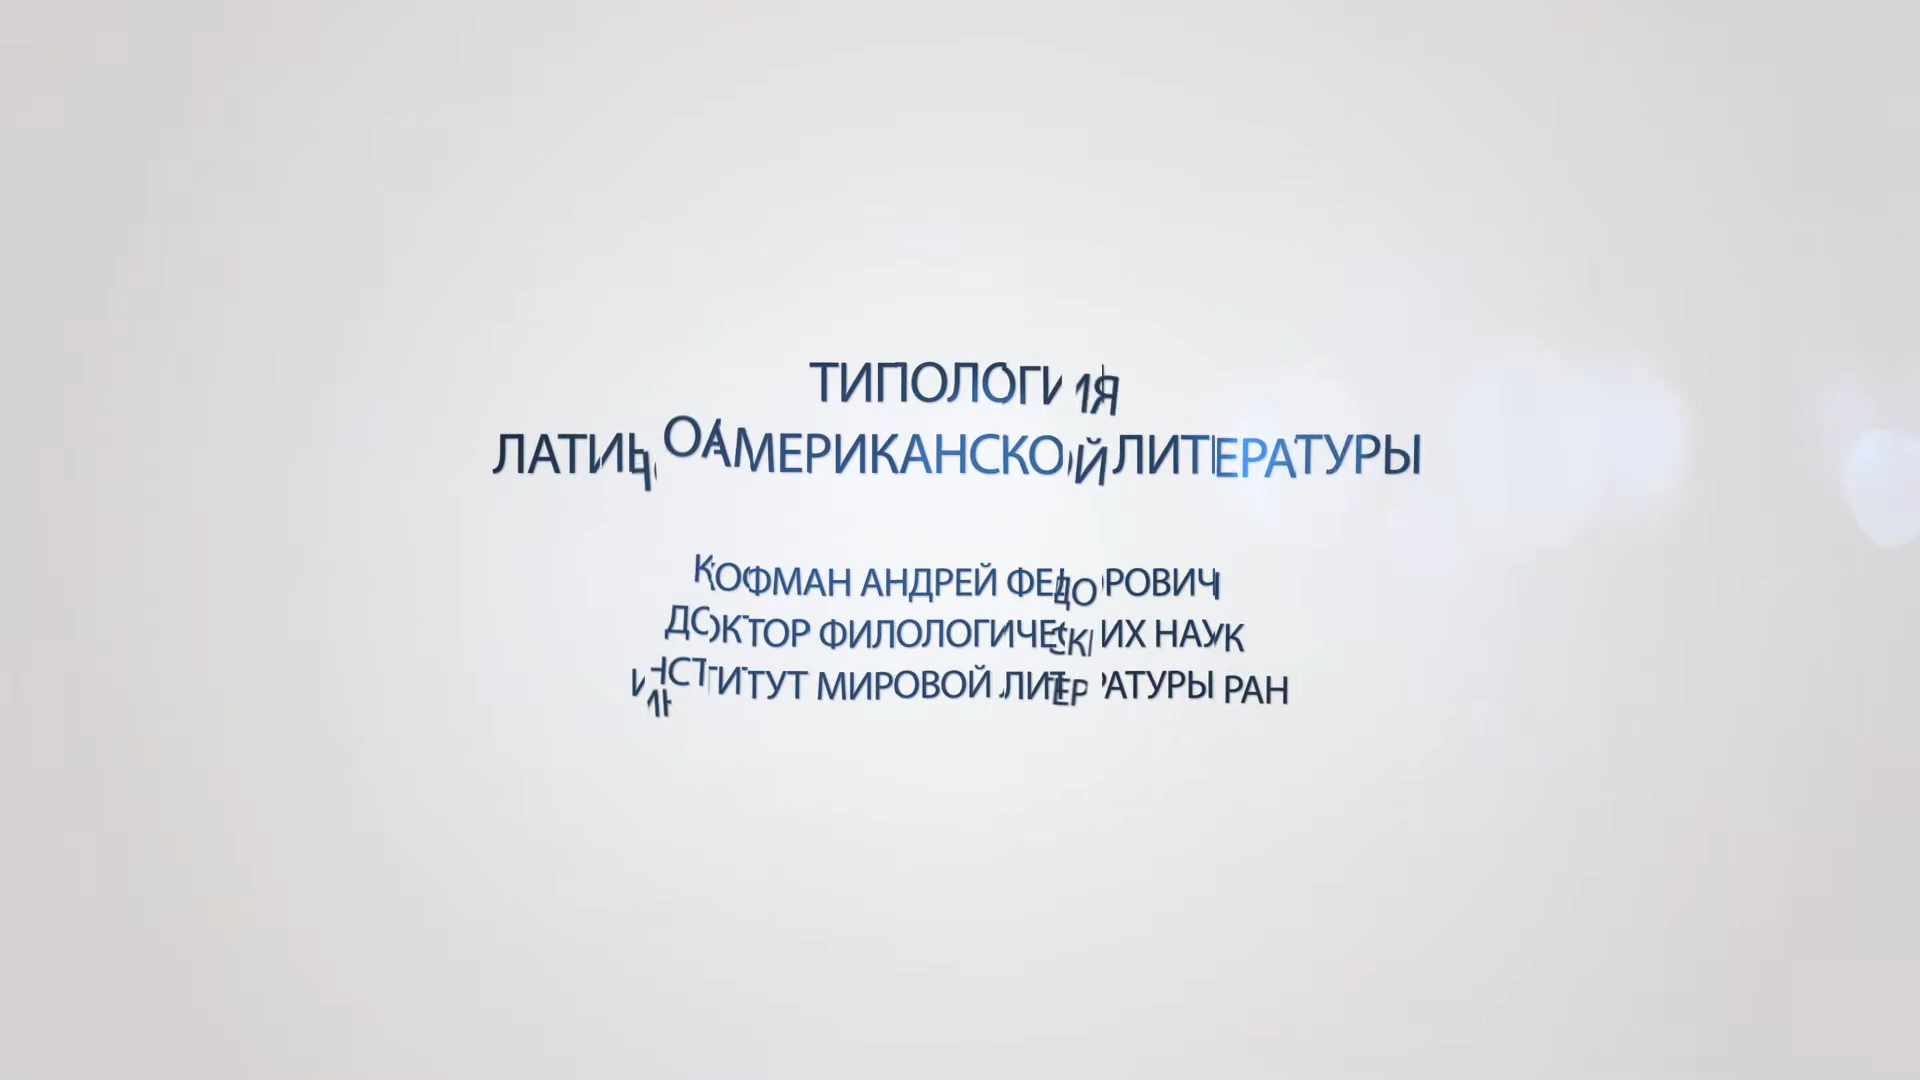 ТИПОЛОГИЯ
ЛАТИНОАМЕРИКАНСКОЙ ЛИТЕРАТУРЫ
КОФМАН АНДРЕЙ ФЕДОРОВИЧ
ДОКТОР ФИЛОЛОГИЧЕСКИХ НАУК
ИНСТИТУТ МИРОВОЙ ЛИТЕРАТУРЫ РАН